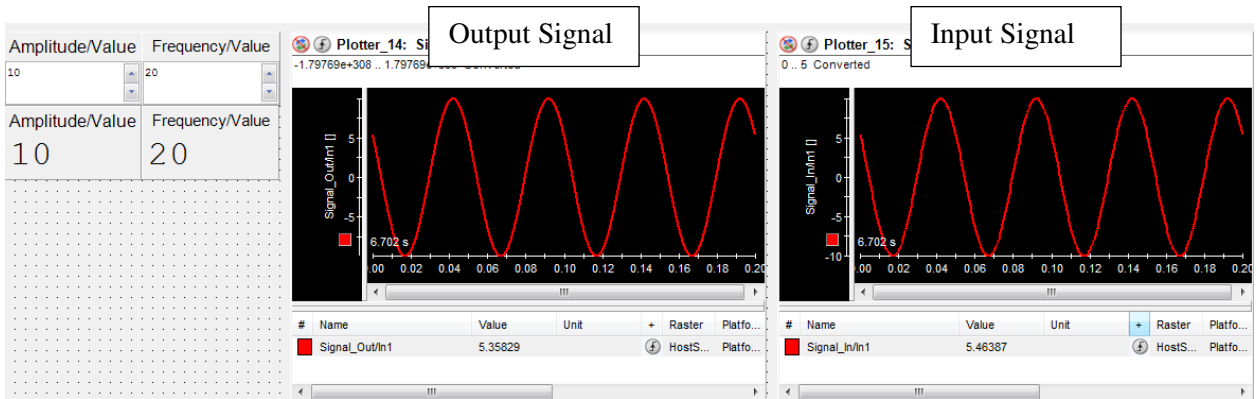 Amplitude/Value Frequency/Value
10 20
Amplitude/Value Frequency/Value
10 20
Output Signal
Plotter_14:
-1.79769e+308 .. 1.79769e Converted
Signal_Out/In1 []
5
0
-5
6.702 s
.00 0.02 0.04 0.06 0.08 0.10 0.12 0.14 0.16 0.18 0.20
# Name Value Unit + Raster Platfo...
Signal_Out/In1 5.35829 HostS... Platfo...
Input Signal
Plotter_15: S
0 .. 5 Converted
Signal_In/In1 []
5
0
-5
-10
6.702 s
.00 0.02 0.04 0.06 0.08 0.10 0.12 0.14 0.16 0.18 0.20
# Name Value Unit + Raster Platfo...
Signal_In/In1 5.46387 HostS... Platfo...